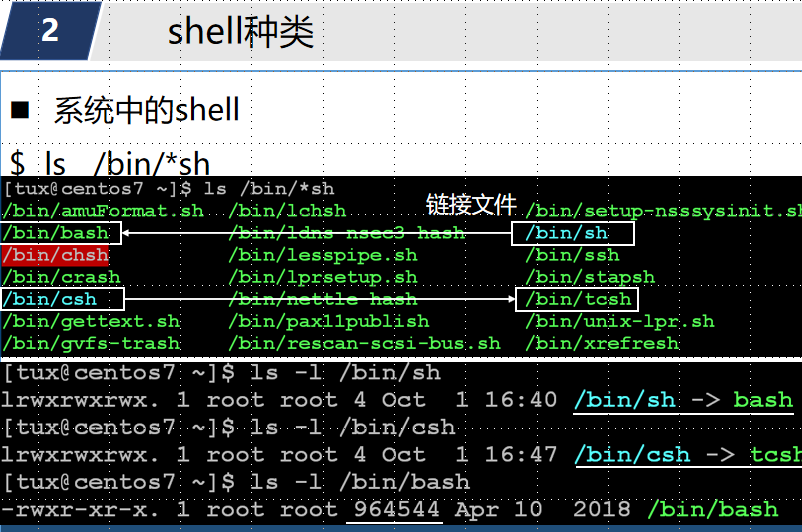 2 shell种类
■ 系统中的shell
$ ls /bin/*sh
[tux@centos7 ~]$ ls /bin/*sh
链接文件
/bin/amuFormat.sh /bin/lchsh /bin/setup-nsssysinit.sh
/bin/bash /bin/ldns-nsec3-hash /bin/sh
/bin/chsh /bin/lesspipe.sh /bin/ssh
/bin/crash /bin/lprsetup.sh /bin/stapsh
/bin/csh /bin/nettle-hash /bin/tcsh
/bin/gettext.sh /bin/pax11publish /bin/unix-lpr.sh
/bin/gvfs-trash /bin/rescan-scsi-bus.sh /bin/xrefresh
[tux@centos7 ~]$ ls -l /bin/sh
lrwxrwxrwx. 1 root root 4 Oct 1 16:40 /bin/sh -> bash
[tux@centos7 ~]$ ls -l /bin/csh
lrwxrwxrwx. 1 root root 4 Oct 1 16:47 /bin/csh -> tcsh
[tux@centos7 ~]$ ls -l /bin/bash
-rwxr-xr-x. 1 root root 964544 Apr 10 2018 /bin/bash